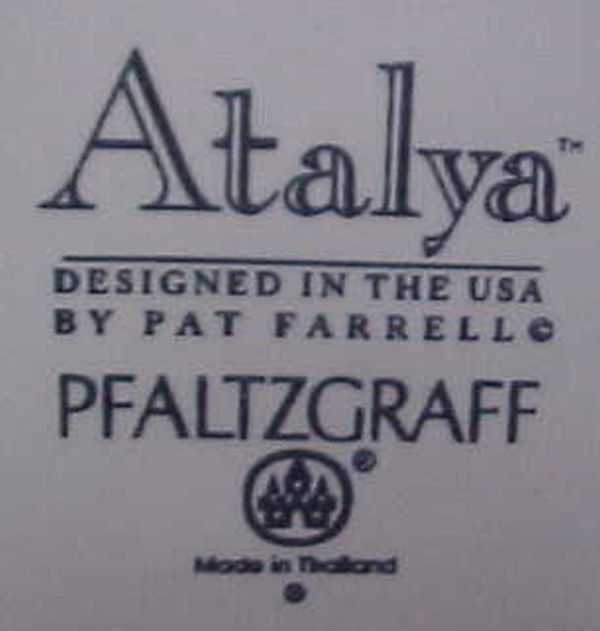 Atalya™
DESIGNED IN THE USA
BY PAT FARRELL©
PFALTZGRAFF
®
Made in Thailand